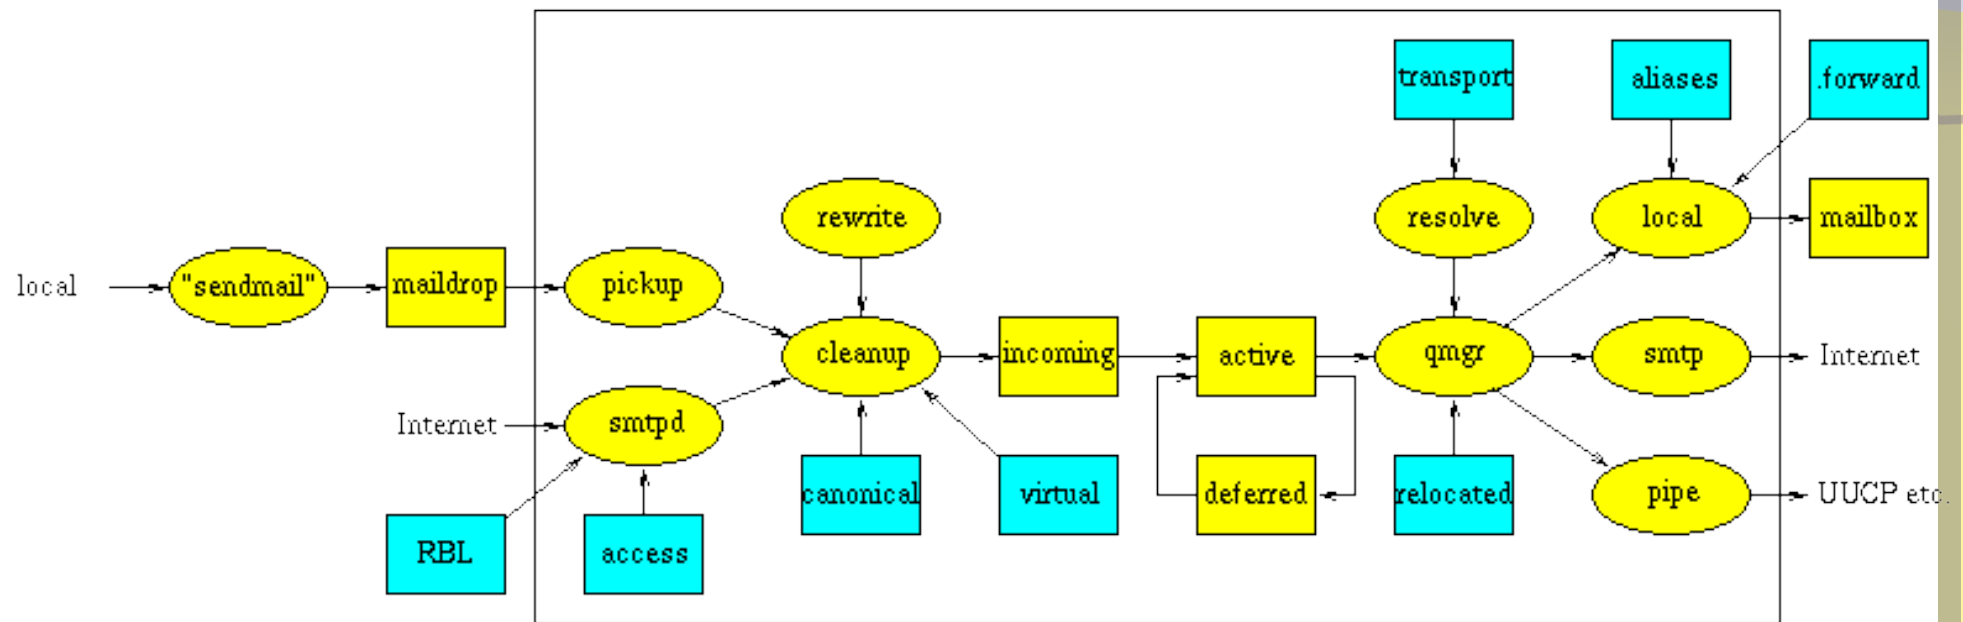 transport
aliases
.forward
rewrite
resolve
local
mailbox
local
"sendmail"
maildrop
pickup
cleanup
incoming
active
qmgr
smtp
Internet
Internet
smtpd
canonical
virtual
deferred
relocated
pipe
UUCP etc.
RBL
access